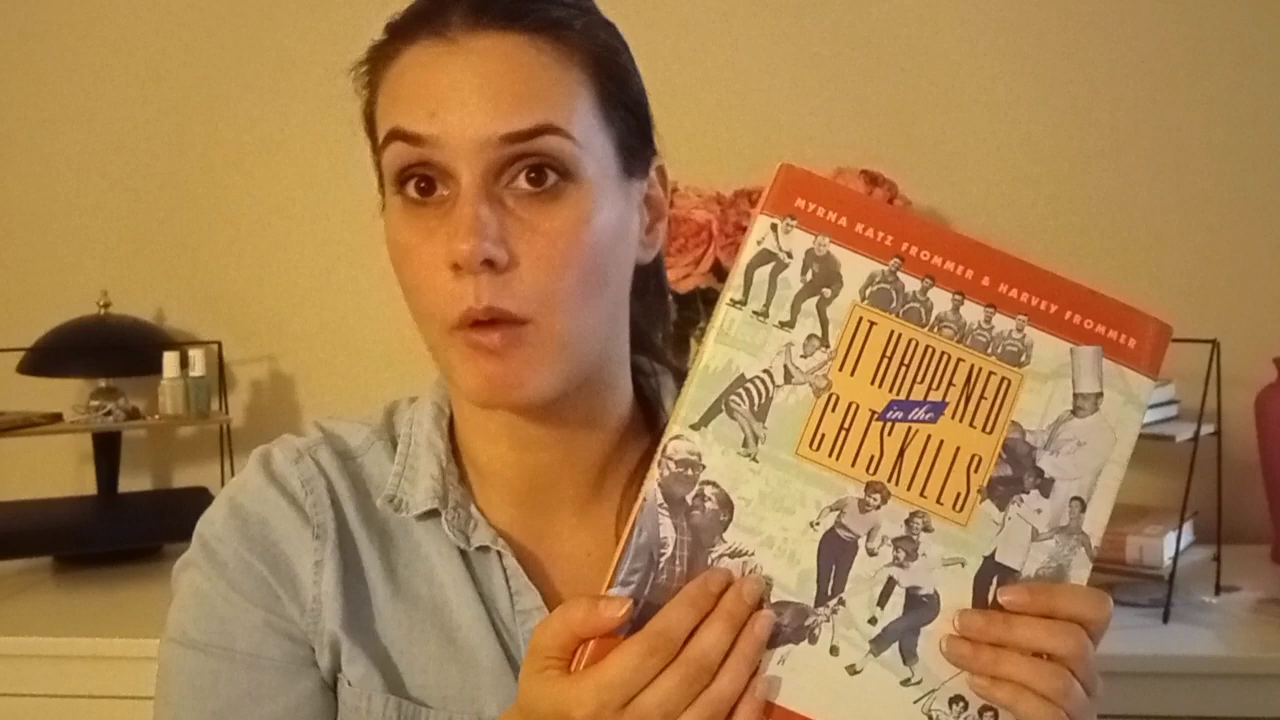 MYRNA KATZ FROMMER & HARVEY FROMMER
IT HAPPENED
in the
CATSKILLS